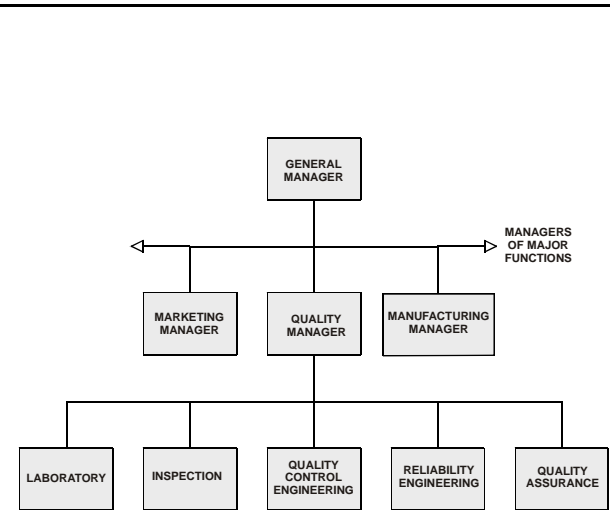 GENERAL
MANAGER
MANAGERS
OF MAJOR
FUNCTIONS
MARKETING
MANAGER
QUALITY
MANAGER
MANUFACTURING
MANAGER
LABORATORY
INSPECTION
QUALITY
CONTROL
ENGINEERING
RELIABILITY
ENGINEERING
QUALITY
ASSURANCE